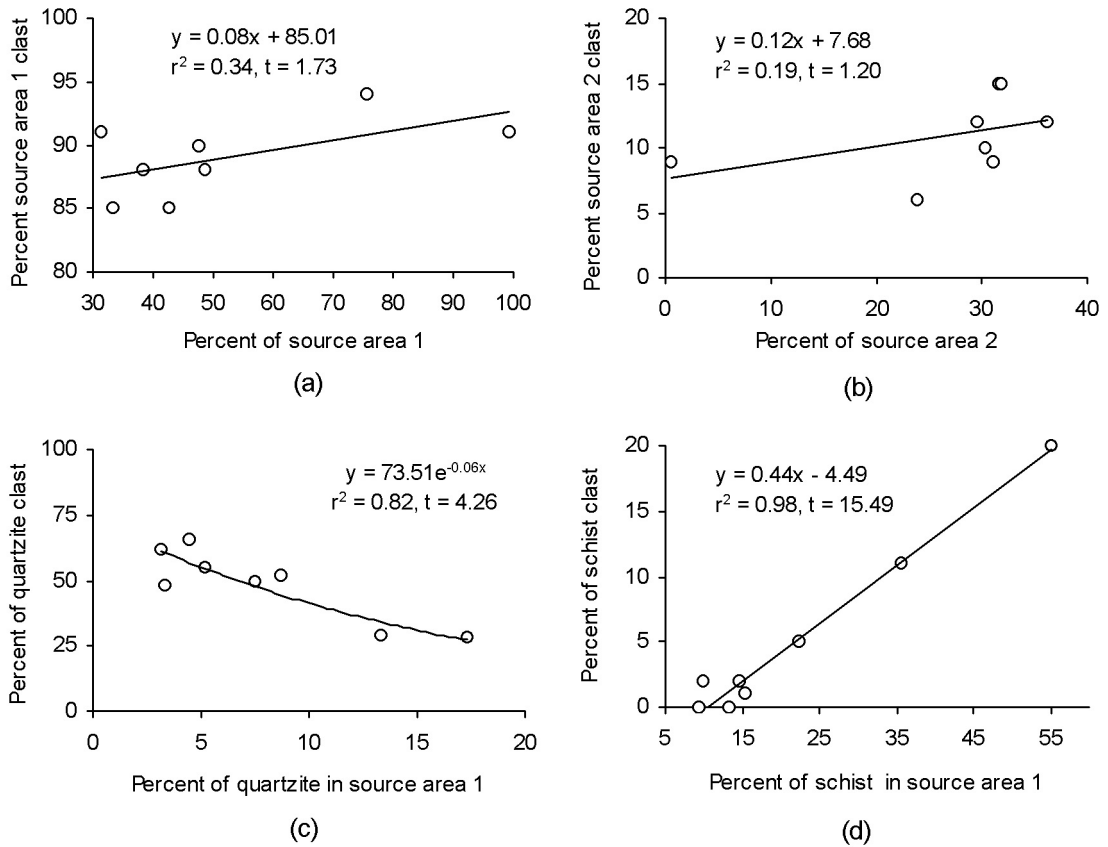 y = 0.08x + 85.01
r² = 0.34, t = 1.73
Percent source area 1 clast
100
95
90
85
80
30 40 50 60 70 80 90 100
Percent of source area 1
(a)
y = 0.12x + 7.68
r² = 0.19, t = 1.20
Percent source area 2 clast
20
15
10
5
0
0 10 20 30 40
Percent of source area 2
(b)
y = 73.51e^-0.06x
r² = 0.82, t = 4.26
Percent of quartzite clast
100
75
50
25
0
0 5 10 15 20
Percent of quartzite in source area 1
(c)
y = 0.44x - 4.49
r² = 0.98, t = 15.49
Percent of schist clast
20
15
10
5
0
5 15 25 35 45 55
Percent of schist in source area 1
(d)